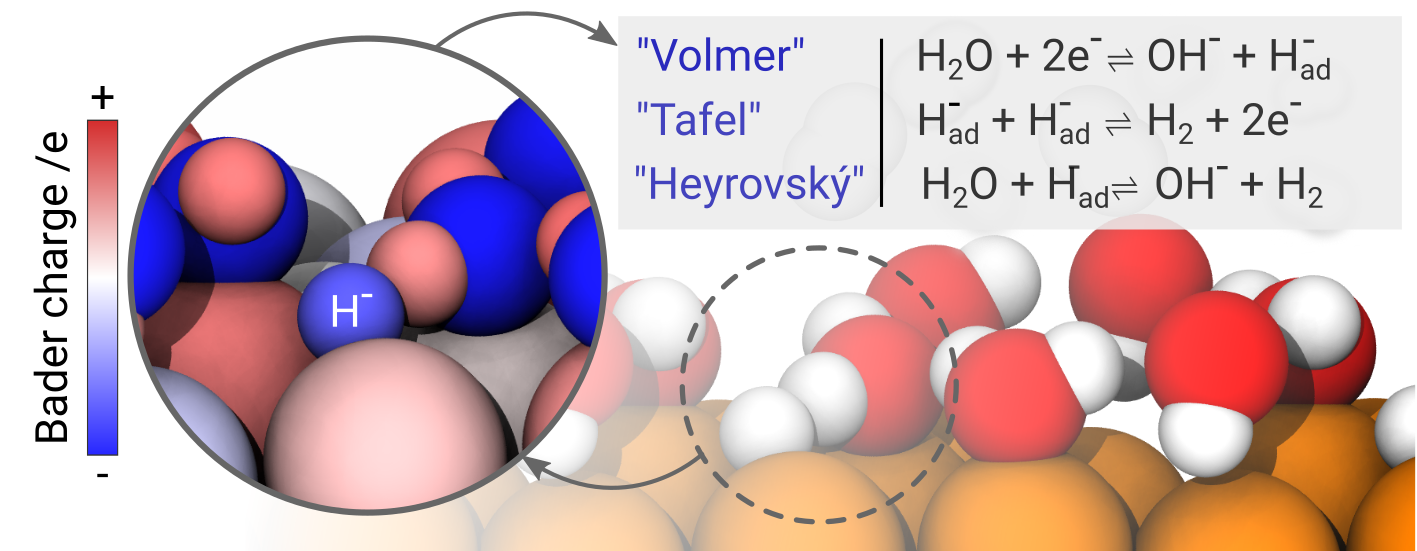 +
Bader charge /e
-
H⁻
"Volmer" H₂O + 2e⁻ ⇌ OH⁻ + H⁻ad
"Tafel" H⁻ad + H⁻ad ⇌ H₂ + 2e⁻
"Heyrovský" H₂O + H⁻ad ⇌ OH⁻ + H₂